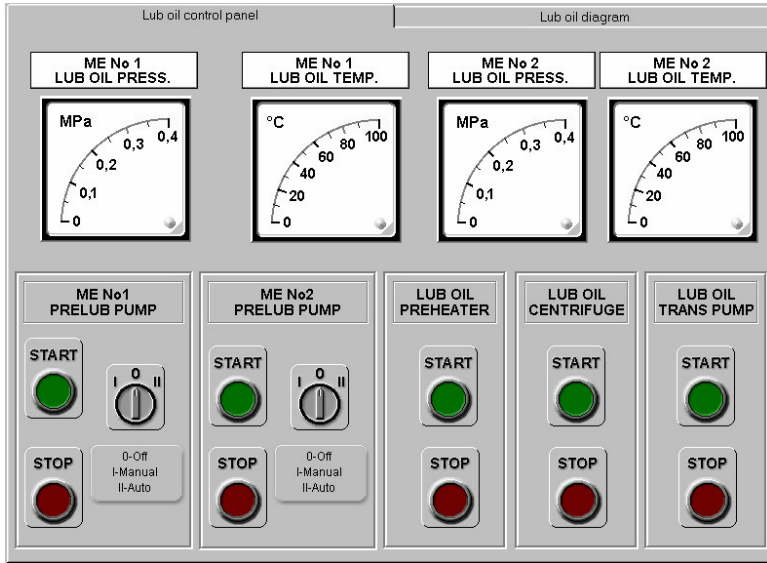 Lub oil control panel
Lub oil diagram
ME No 1
LUB OIL PRESS.
ME No 1
LUB OIL TEMP.
ME No 2
LUB OIL PRESS.
ME No 2
LUB OIL TEMP.
MPa
0
0,1
0,2
0,3
0,4
°C
0
20
40
60
80
100
MPa
0
0,1
0,2
0,3
0,4
°C
0
20
40
60
80
100
ME No1
PRELUB PUMP
START
I 0 II
STOP
0-Off
I-Manual
II-Auto
ME No2
PRELUB PUMP
START
I 0 II
STOP
0-Off
I-Manual
II-Auto
LUB OIL
PREHEATER
START
STOP
LUB OIL
CENTRIFUGE
START
STOP
LUB OIL
TRANS PUMP
START
STOP